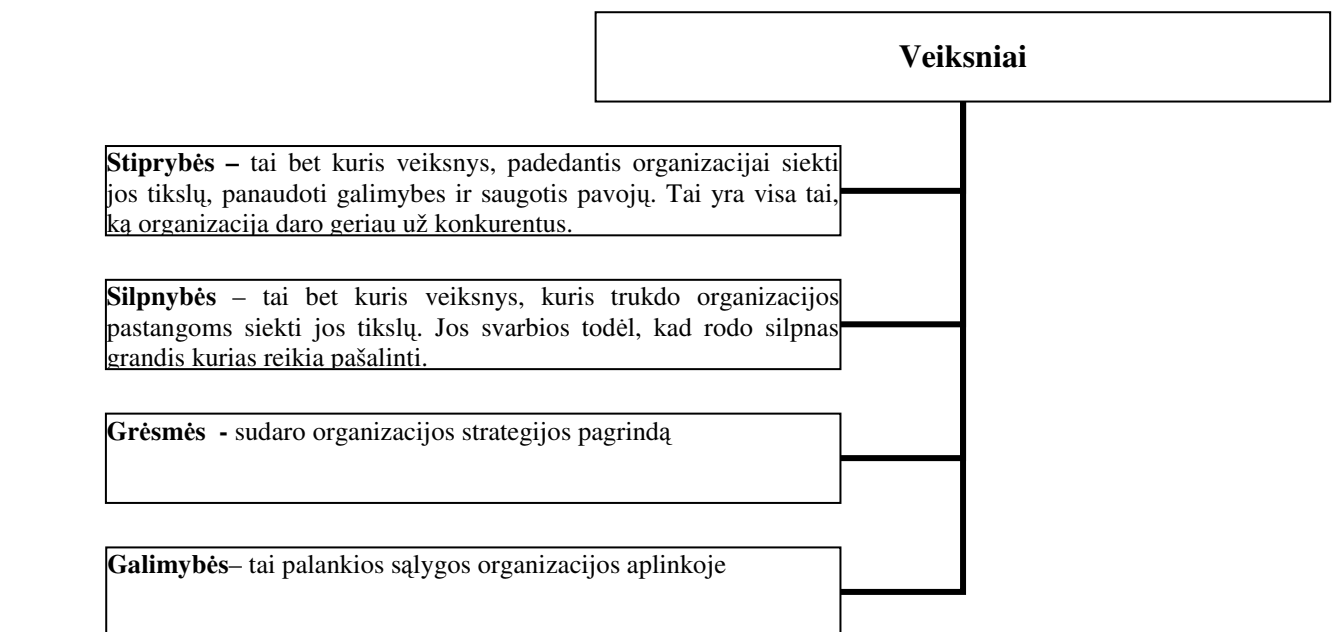 Veiksniai
Stiprybės – tai bet kuris veiksnys, padedantis organizacijai siekti
jos tikslų, panaudoti galimybes ir saugotis pavojų. Tai yra visa tai,
ką organizacija daro geriau už konkurentus.
Silpnybės – tai bet kuris veiksnys, kuris trukdo organizacijos
pastangoms siekti jos tikslų. Jos svarbios todėl, kad rodo silpnas
grandis kurias reikia pašalinti.
Grėsmės - sudaro organizacijos strategijos pagrindą
Galimybės– tai palankios sąlygos organizacijos aplinkoje